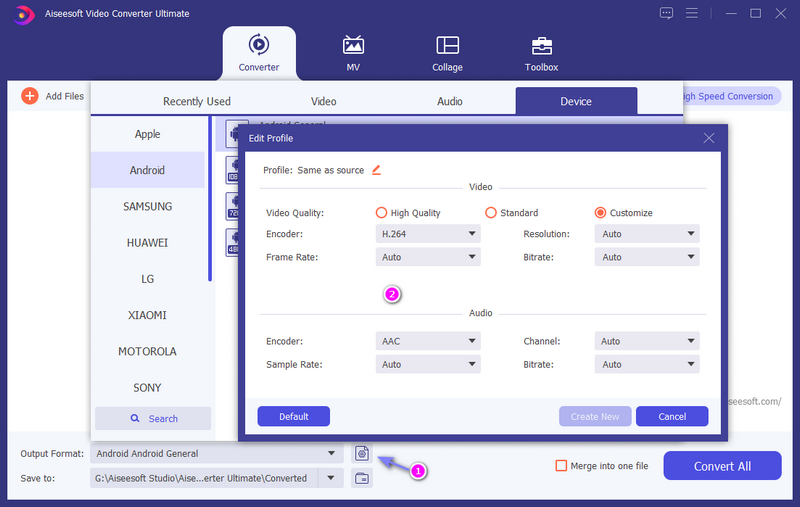 Aiseesoft Video Converter Ultimate
Converter
MV
Collage
Toolbox
Add Files
High Speed Conversion
Recently Used
Video
Audio
Device
Apple
Android
SAMSUNG
HUAWEI
LG
XIAOMI
MOTOROLA
SONY
Search
Android General
Edit Profile
Profile: Same as source
Video
Video Quality: High Quality Standard Customize
Encoder: H.264 Resolution: Auto
Frame Rate: Auto Bitrate: Auto
2
Audio
Encoder: AAC Channel: Auto
Sample Rate: Auto Bitrate: Auto
Default
Create New
Cancel
seesoft.com/
Output Format: Android Android General
1
Save to: G:\Aiseesoft Studio\Aise...erter Ultimate\Converted
Merge into one file
Convert All